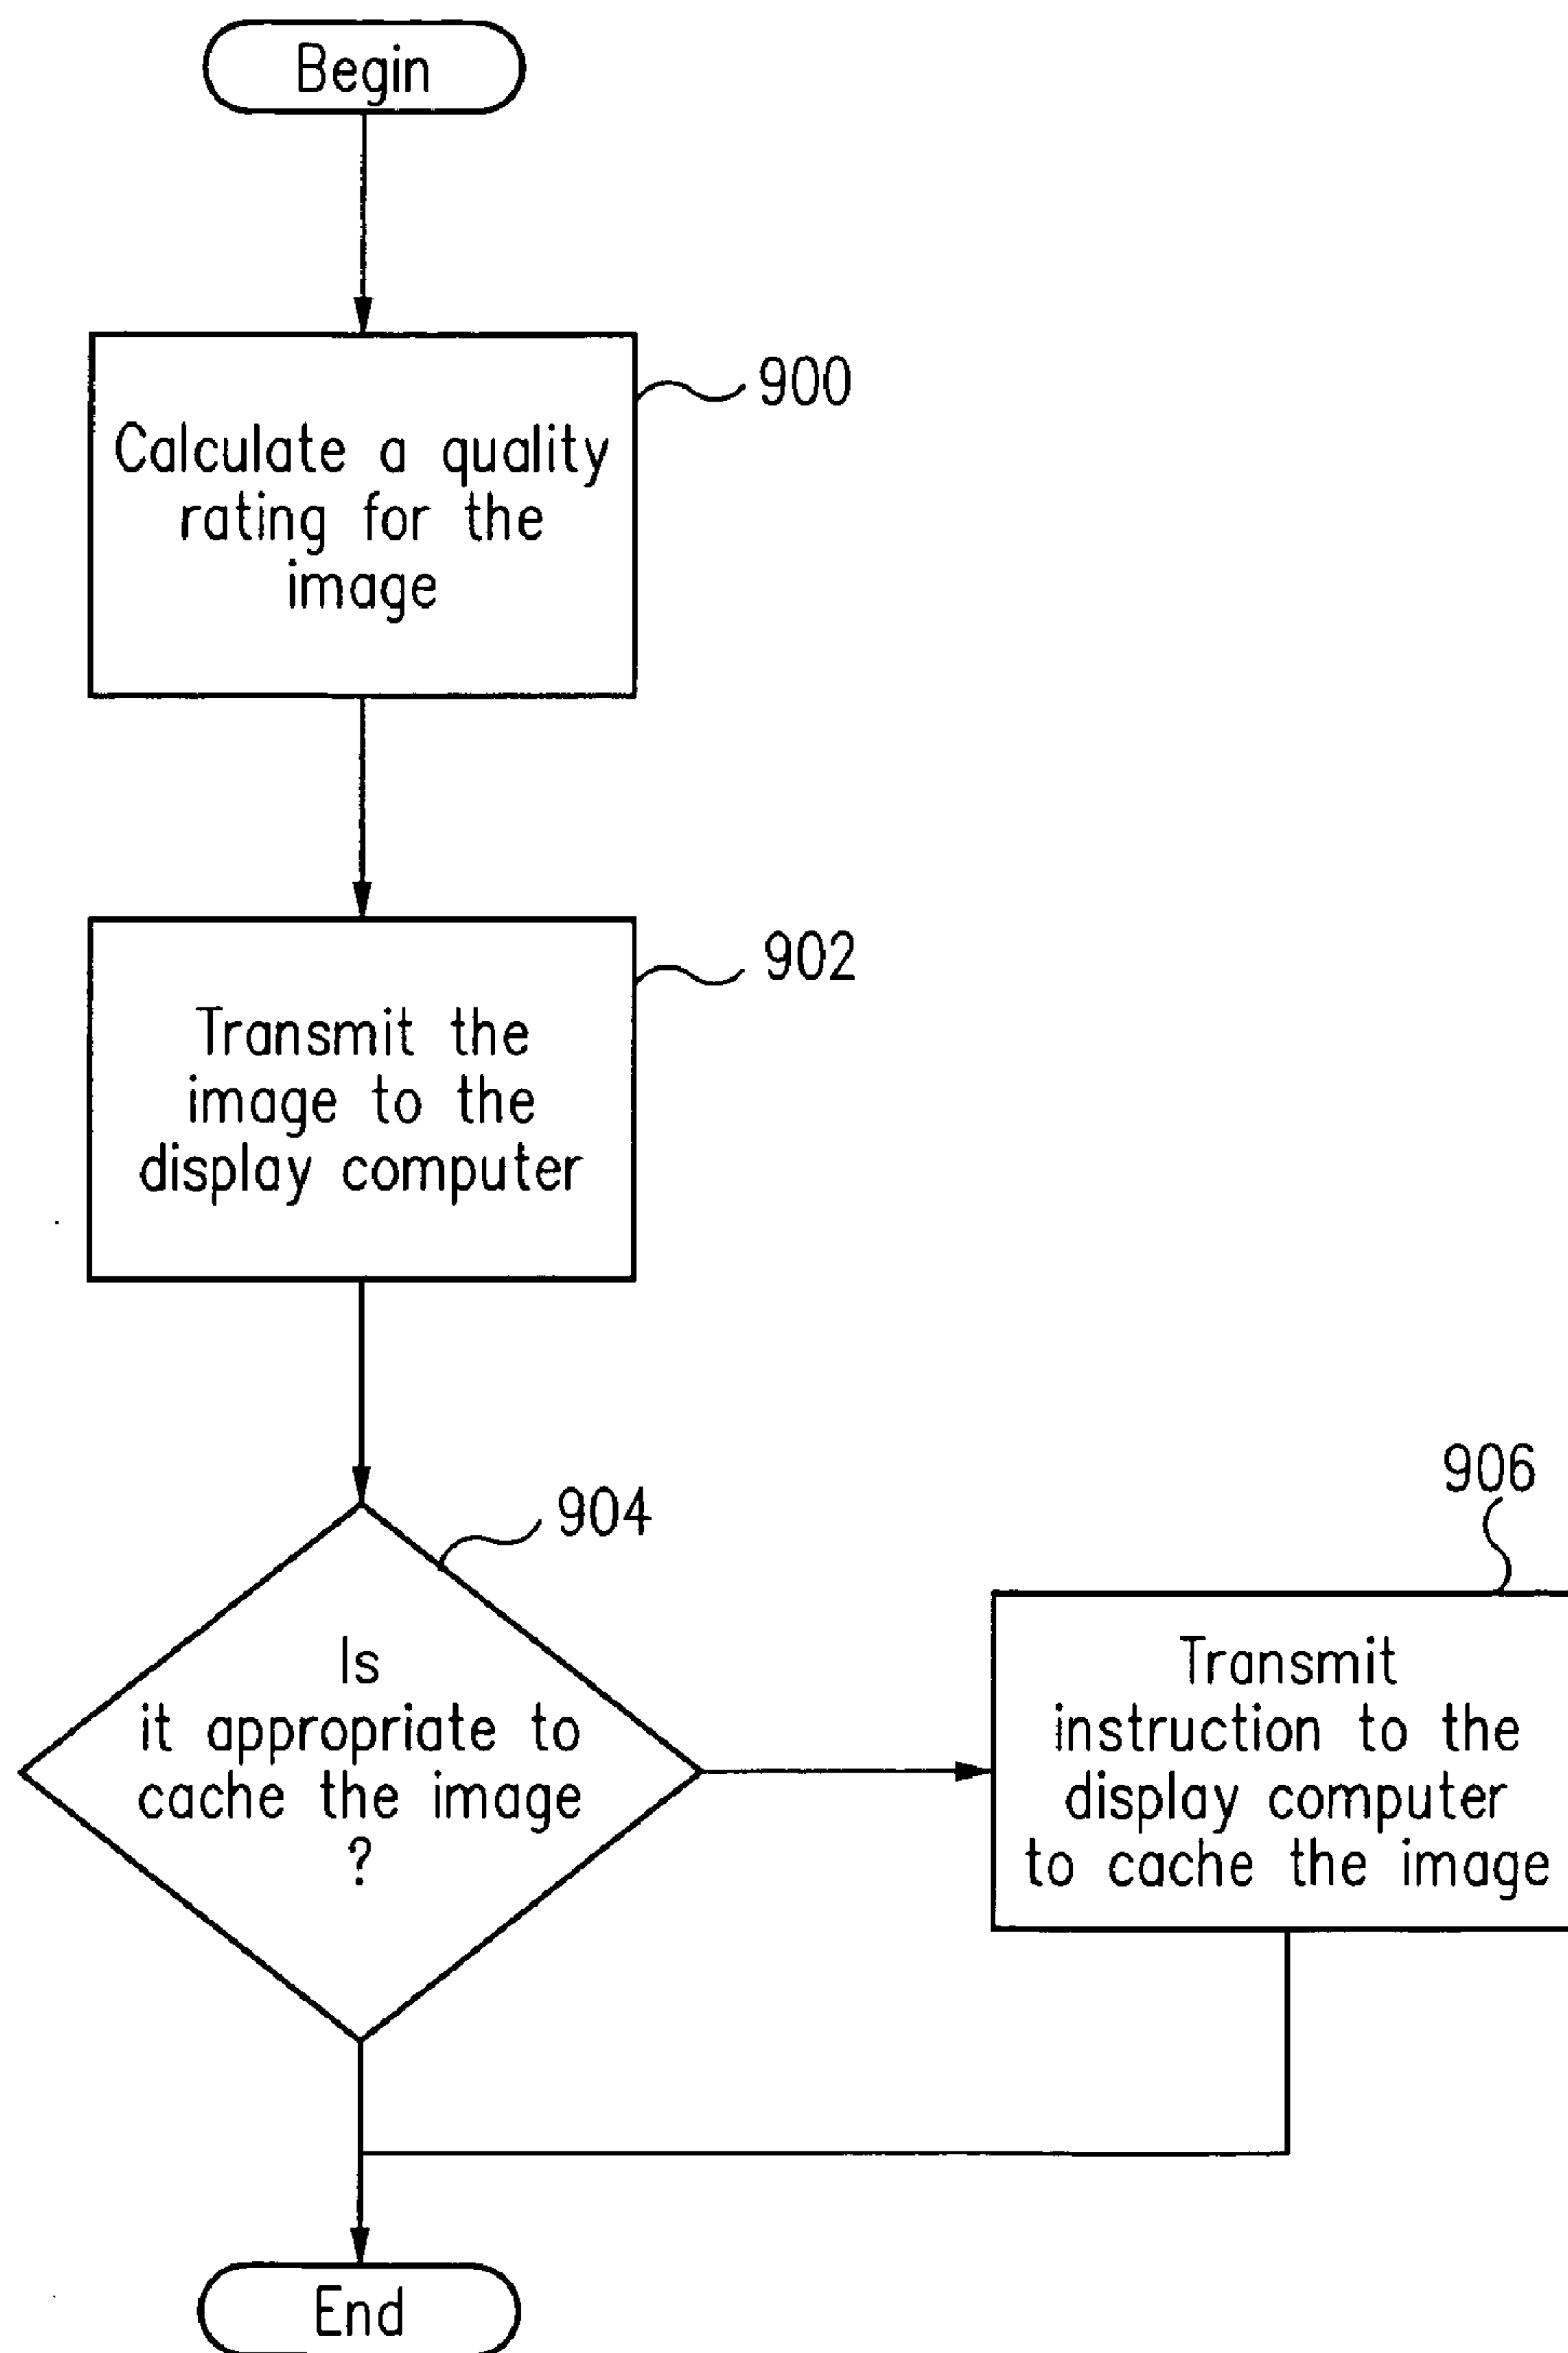 Begin
900
Calculate a quality
rating for the
image
902
Transmit the
image to the
display computer
904
Is
it appropriate to
cache the image
?
906
Transmit
instruction to the
display computer
to cache the image
End